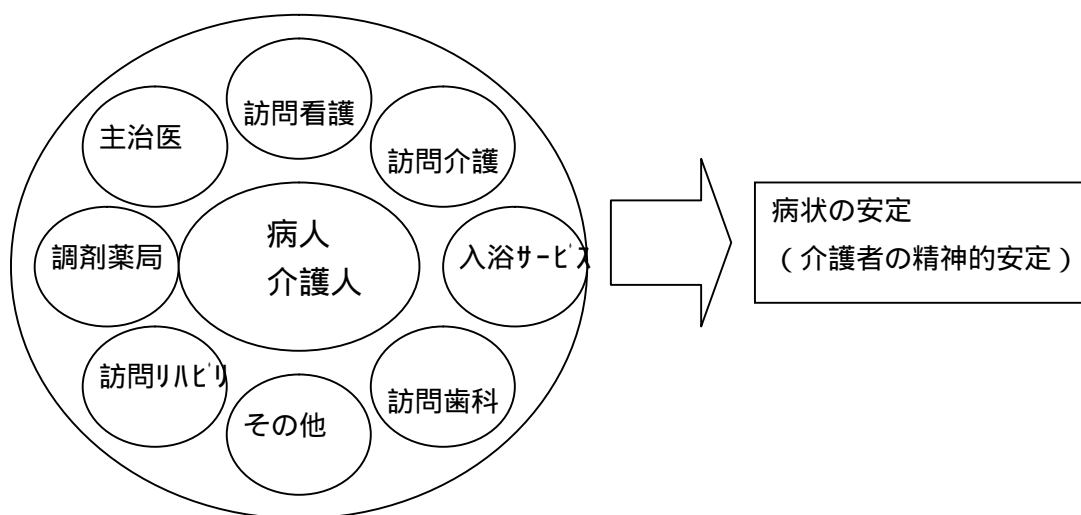 訪問看護
主治医
訪問介護
病人
介護人
調剤薬局
入浴ｻｰﾋﾞｽ
訪問ﾘﾊﾋﾞﾘ
訪問歯科
その他
病状の安定
（介護者の精神的安定）